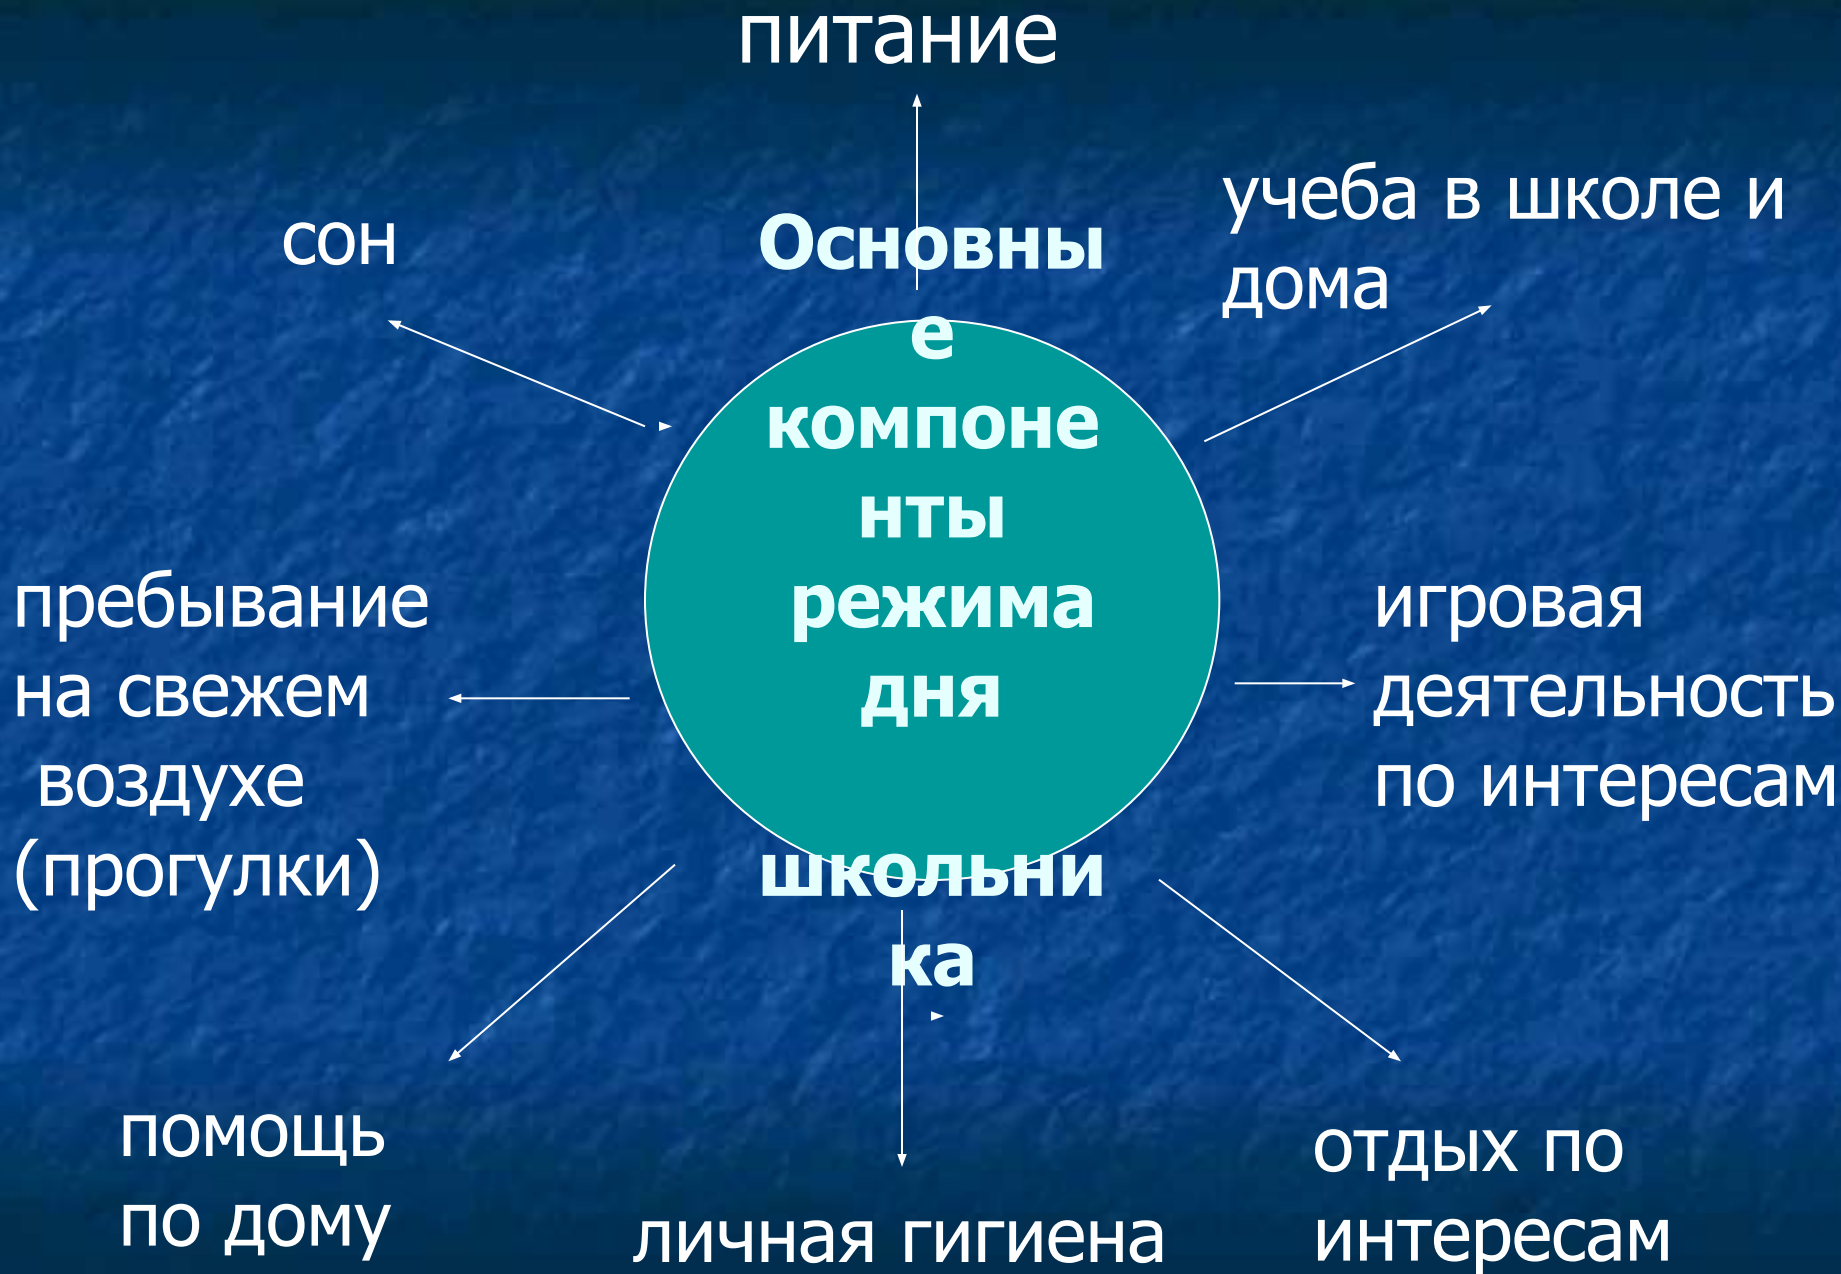 питание
учеба в школе и
дома
сон
Основны
е
компоне
нты
режима
дня
школьни
ка
пребывание
на свежем
воздухе
(прогулки)
игровая
деятельность
по интересам
помощь
по дому
личная гигиена
отдых по
интересам